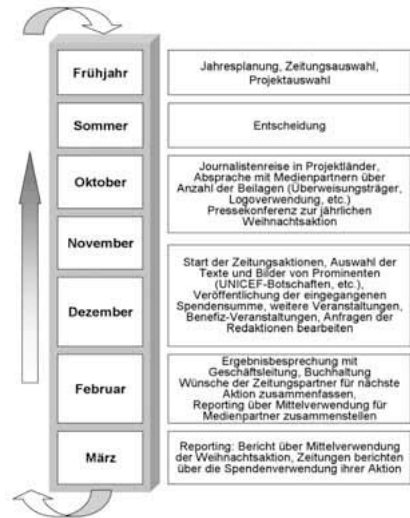 Frühjahr
Jahresplanung, Zeitungsauswahl,
Projektauswahl
Sommer
Entscheidung
Oktober
Journalistenreise in Projektländer,
Absprache mit Medienpartnern über
Anzahl der Beilagen (Überweisungsträger,
Logoverwendung, etc.)
Pressekonferenz zur jährlichen
Weihnachtsaktion
November
Dezember
Start der Zeitungsaktionen, Auswahl der
Texte und Bilder von Prominenten
(UNICEF-Botschaften, etc.),
Veröffentlichung der eingegangenen
Spendensumme, weitere Veranstaltungen,
Benefiz-Veranstaltungen, Anfragen der
Redaktionen bearbeiten
Februar
Ergebnisbesprechung mit
Geschäftsleitung, Buchhaltung
Wünsche der Zeitungspartner für nächste
Aktion zusammenfassen,
Reporting über Mittelverwendung für
Medienpartner zusammenstellen
März
Reporting: Bericht über Mittelverwendung
der Weihnachtsaktion, Zeitungen berichten
über die Spendenverwendung ihrer Aktion